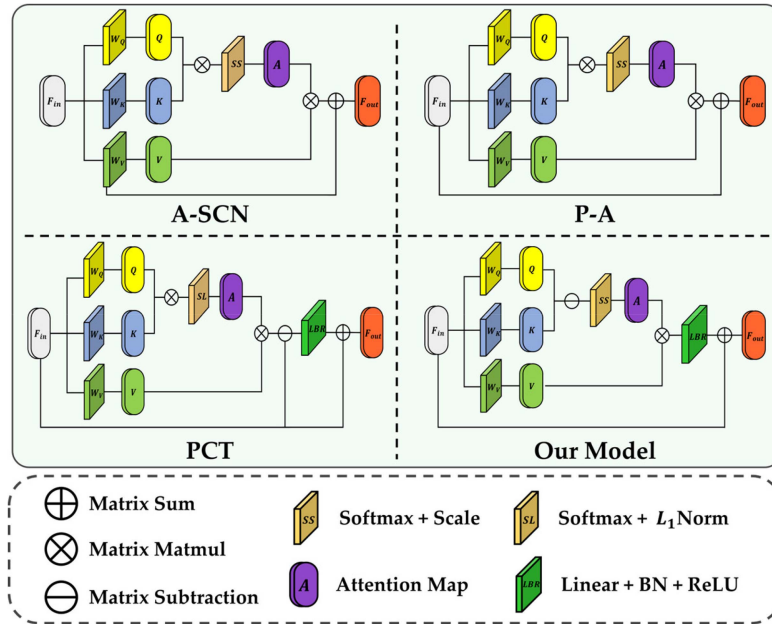 W_Q Q
SS A
F_in W_K K F_out
W_V V
A-SCN
W_Q Q
SS A
F_in W_K K F_out
W_V V
P-A
W_Q Q
SL A
F_in W_K K LBR F_out
W_V V
PCT
W_Q Q
SS A
F_in W_K K LBR F_out
W_V V
Our Model
Matrix Sum
SS Softmax + Scale
SL Softmax + L_1 Norm
Matrix Matmul
Matrix Subtraction
A Attention Map
LBR Linear + BN + ReLU